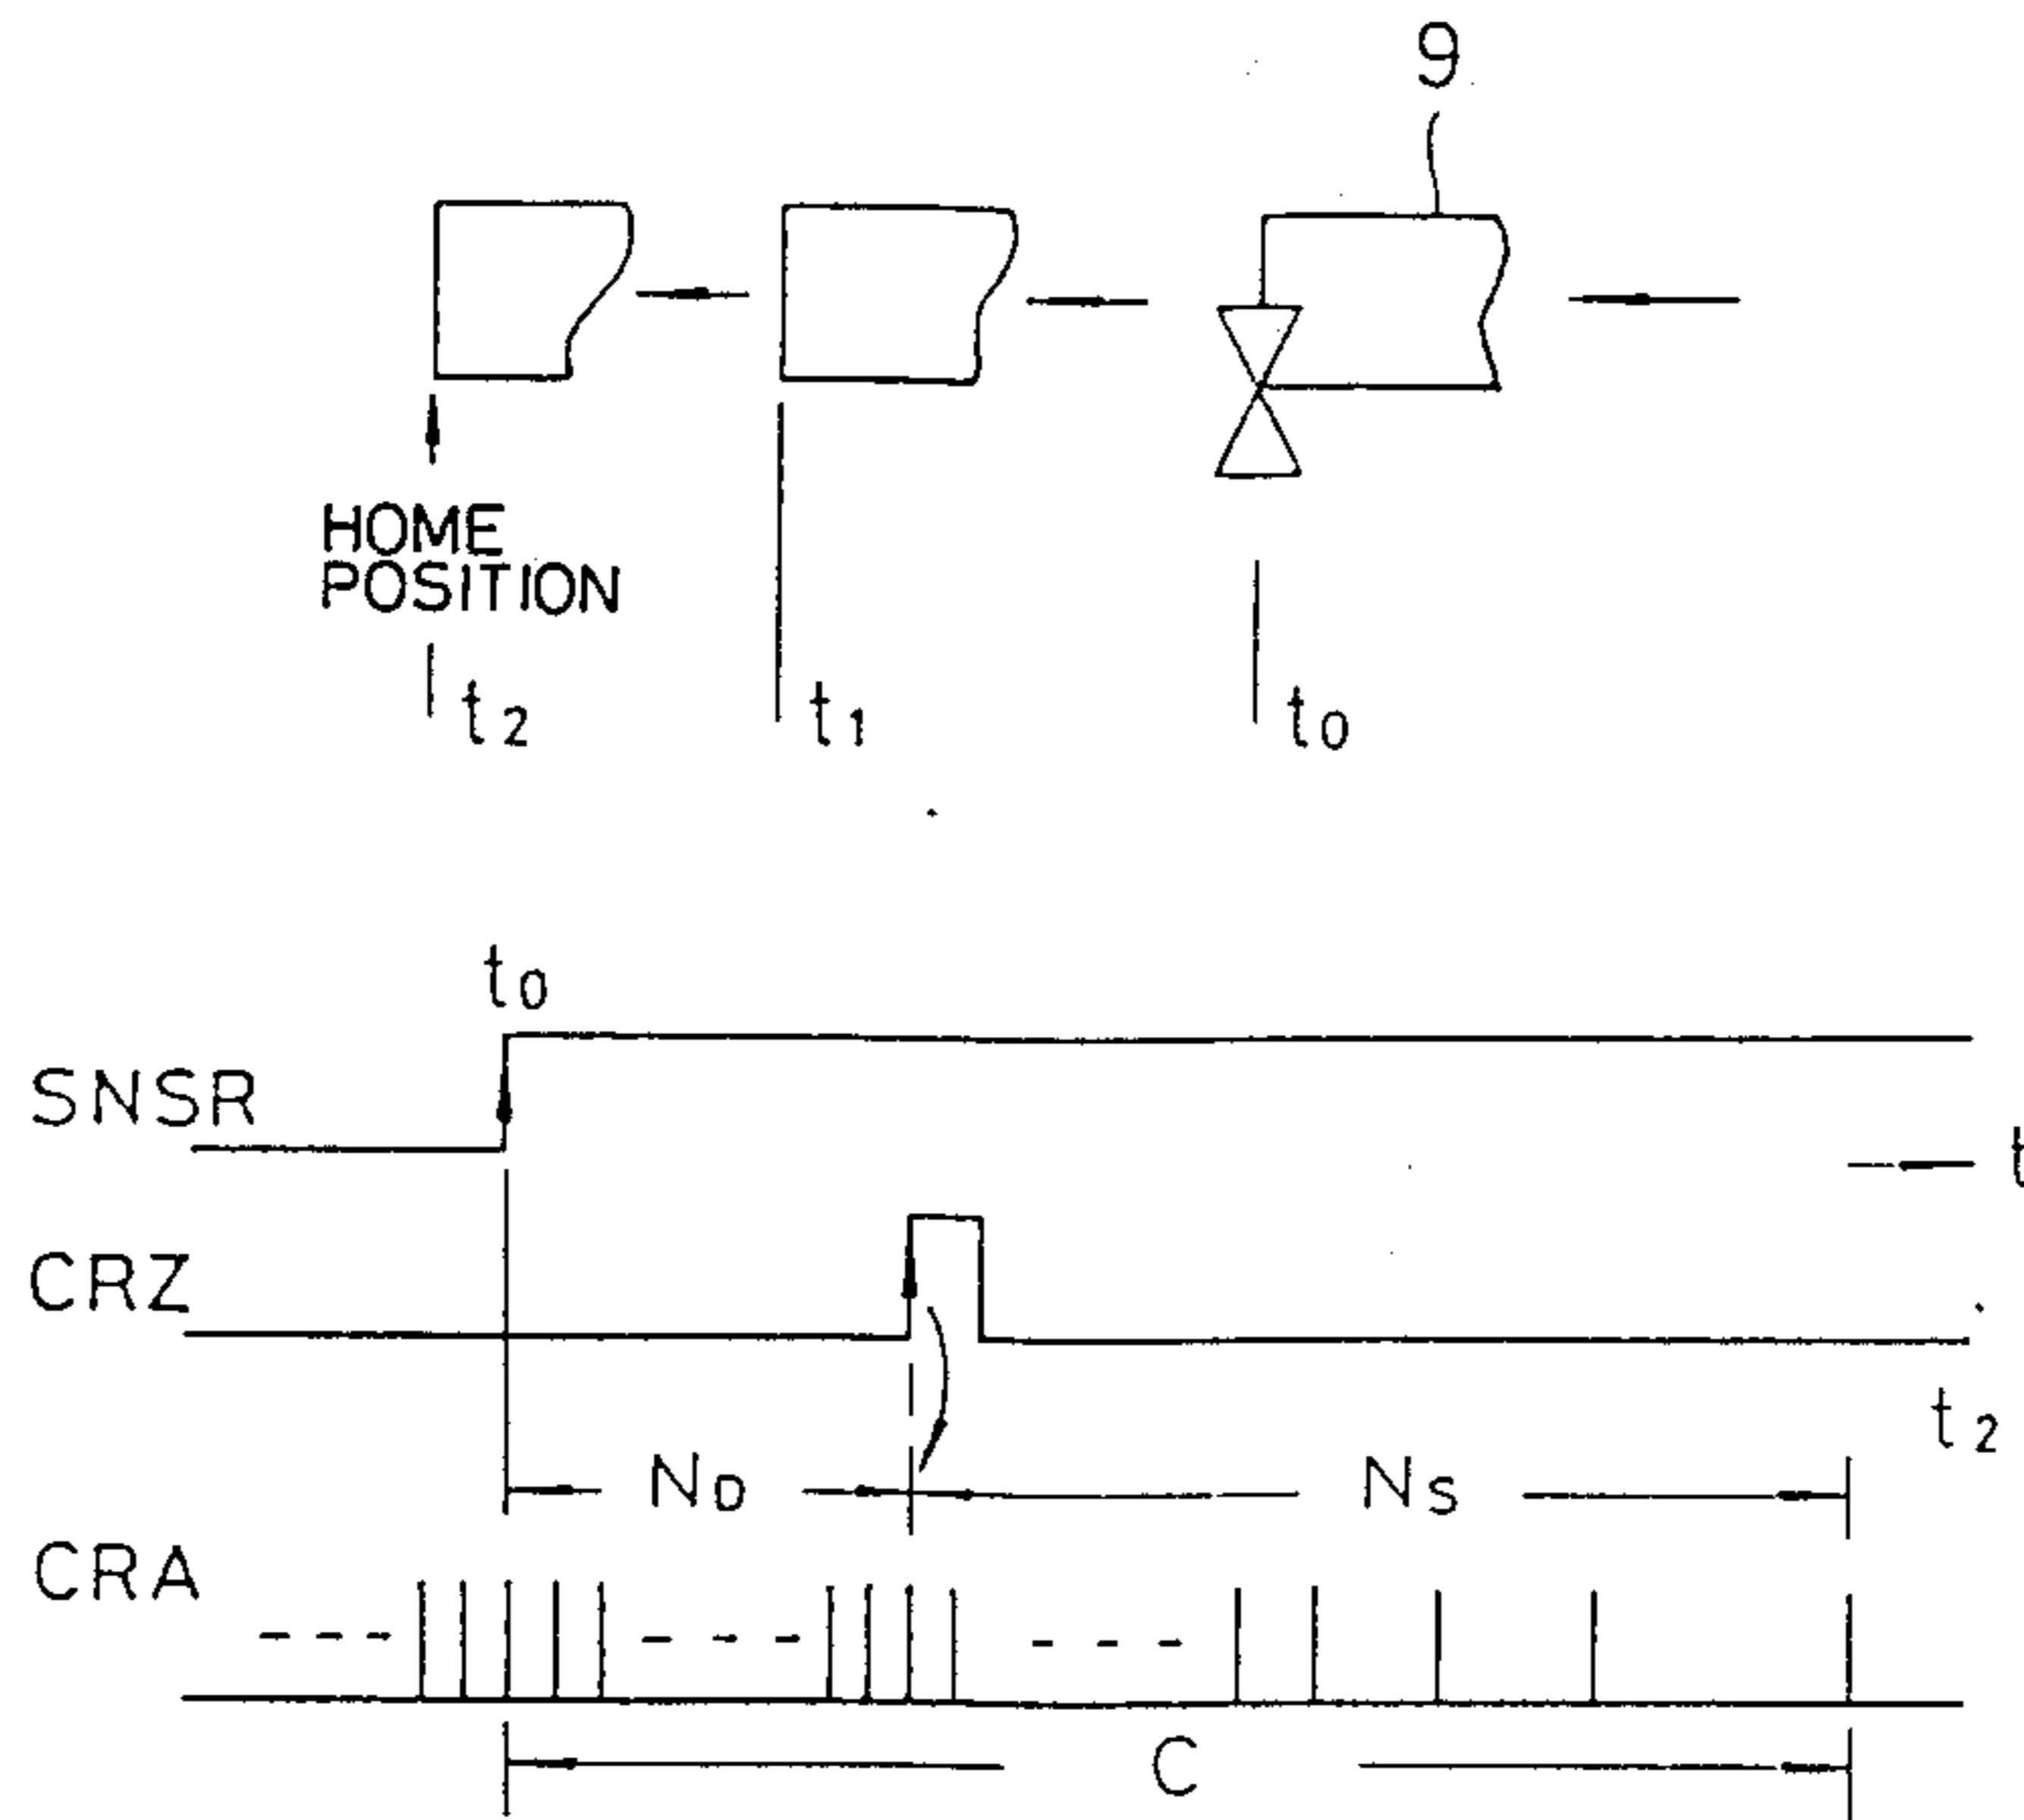 9
HOME
POSITION
t2 t1 t0
t0
SNSR
t
CRZ
t2
N0 Ns
CRA
C